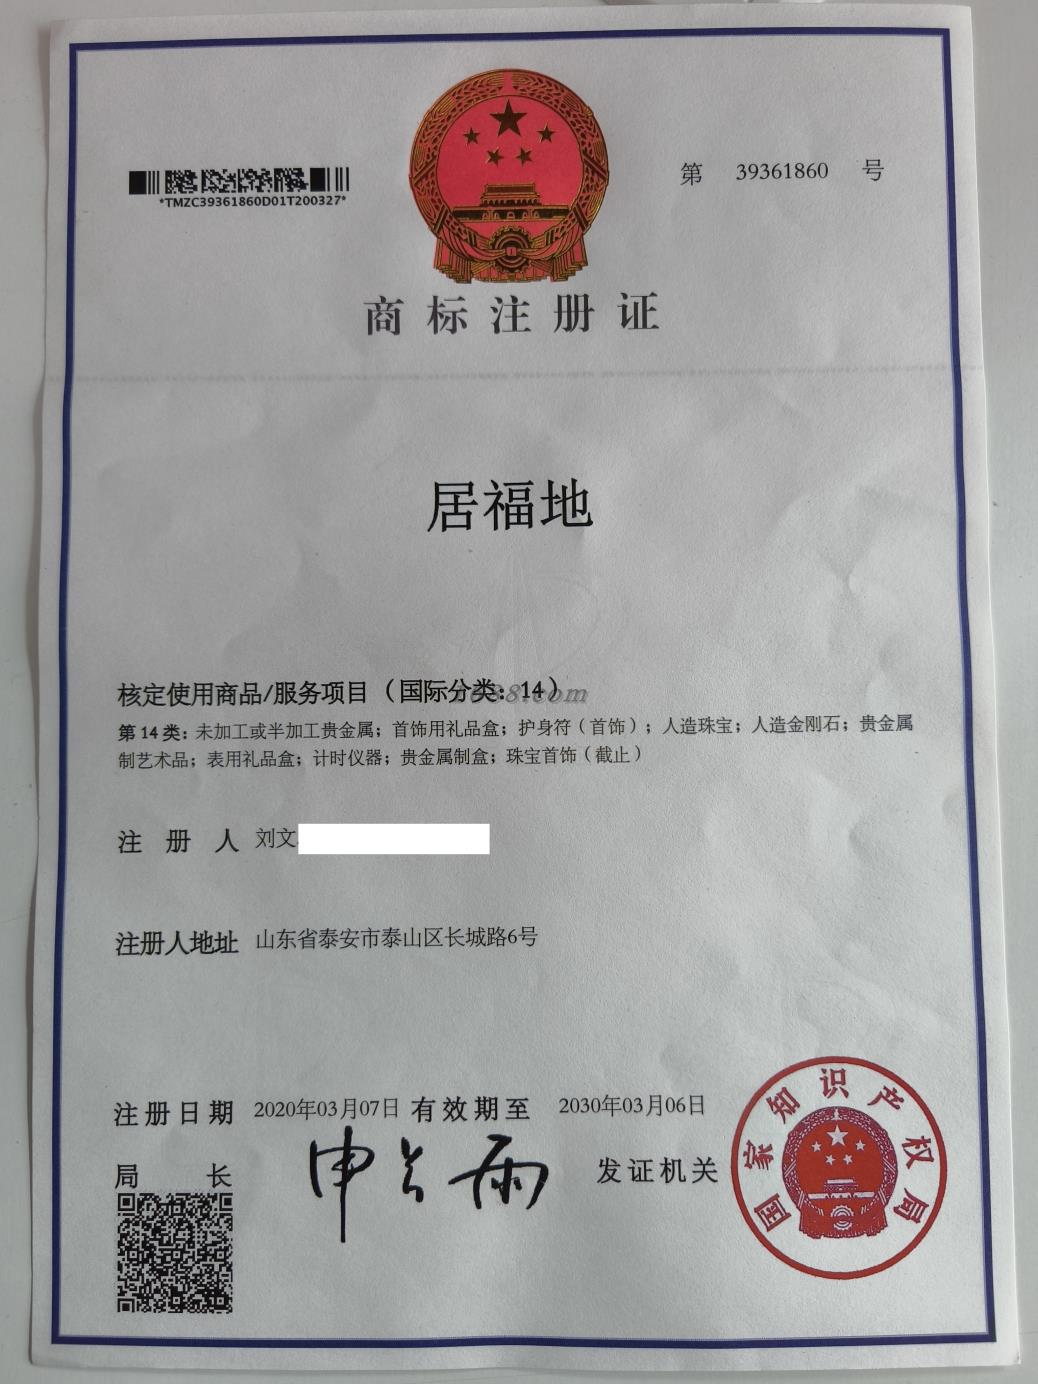 第 39361860 号
*TMZC39361860D01T200327*
商标注册证
居福地
核定使用商品/服务项目（国际分类：14）
第14类：未加工或半加工贵金属；首饰用礼品盒；护身符（首饰）；人造珠宝；人造金刚石；贵金属
制艺术品；表用礼品盒；计时仪器；贵金属制盒；珠宝首饰（截止）
注册人 刘文
注册人地址 山东省泰安市泰山区长城路6号
注册日期 2020年03月07日 有效期至 2030年03月06日
局长 申长雨 发证机关
国家知识产权局